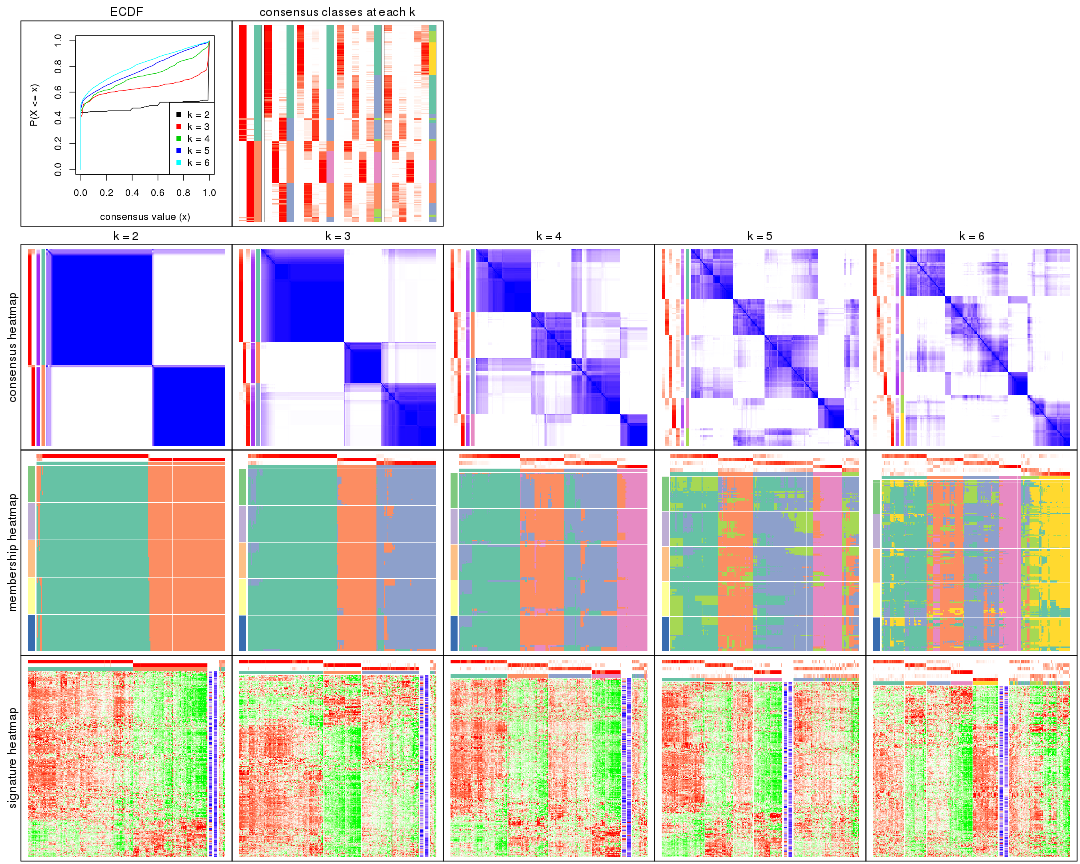 ECDF
consensus classes at each k
P(X <= x)
0.0 0.2 0.4 0.6 0.8 1.0
k = 2
k = 3
k = 4
k = 5
k = 6
0.0 0.2 0.4 0.6 0.8 1.0
consensus value (x)
k = 2
k = 3
k = 4
k = 5
k = 6
consensus heatmap
membership heatmap
signature heatmap